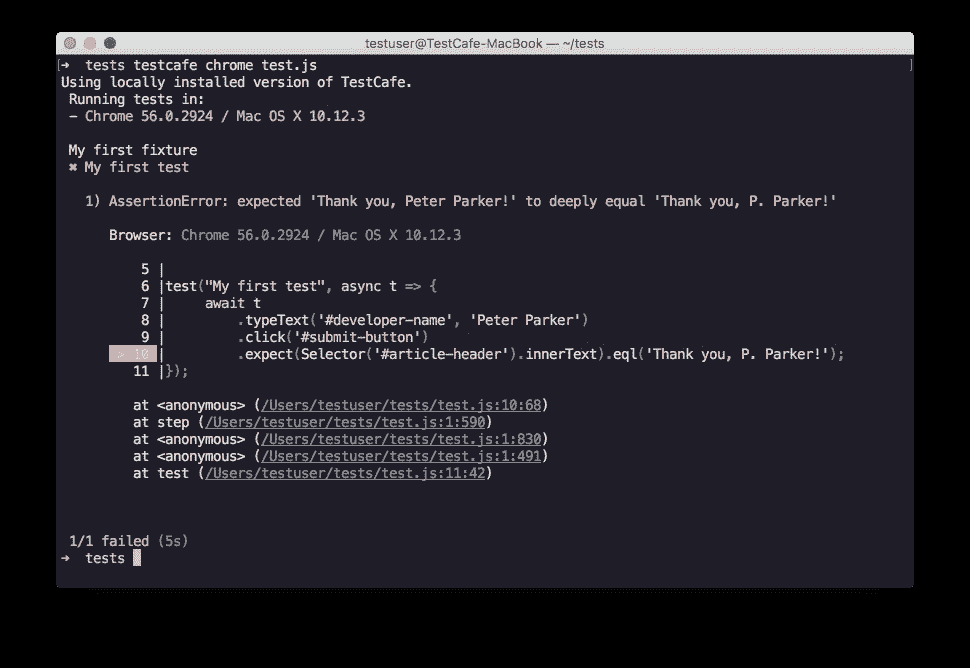 testuser@TestCafe-MacBook — ~/tests
[➜  tests testcafe chrome test.js ]
Using locally installed version of TestCafe.
Running tests in:
- Chrome 56.0.2924 / Mac OS X 10.12.3
My first fixture
✖ My first test
1) AssertionError: expected 'Thank you, Peter Parker!' to deeply equal 'Thank you, P. Parker!'
Browser: Chrome 56.0.2924 / Mac OS X 10.12.3
5 |
6 |test("My first test", async t => {
7 |     await t
8 |         .typeText('#developer-name', 'Peter Parker')
9 |         .click('#submit-button')
> 10 |         .expect(Selector('#article-header').innerText).eql('Thank you, P. Parker!');
11 |});
at <anonymous> (/Users/testuser/tests/test.js:10:68)
at step (/Users/testuser/tests/test.js:1:590)
at <anonymous> (/Users/testuser/tests/test.js:1:830)
at <anonymous> (/Users/testuser/tests/test.js:1:491)
at test (/Users/testuser/tests/test.js:11:42)
1/1 failed (5s)
➜  tests